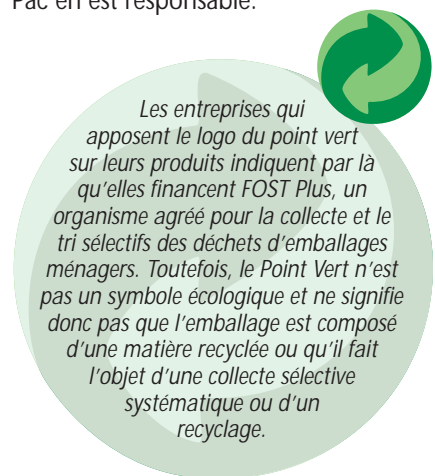 Pac en est responsable.
Les entreprises qui
apposent le logo du point vert
sur leurs produits indiquent par là
qu'elles financent FOST Plus, un
organisme agréé pour la collecte et le
tri sélectifs des déchets d'emballages
ménagers. Toutefois, le Point Vert n'est
pas un symbole écologique et ne signifie
donc pas que l'emballage est composé
d'une matière recyclée ou qu'il fait
l'objet d'une collecte sélective
systématique ou d'un
recyclage.